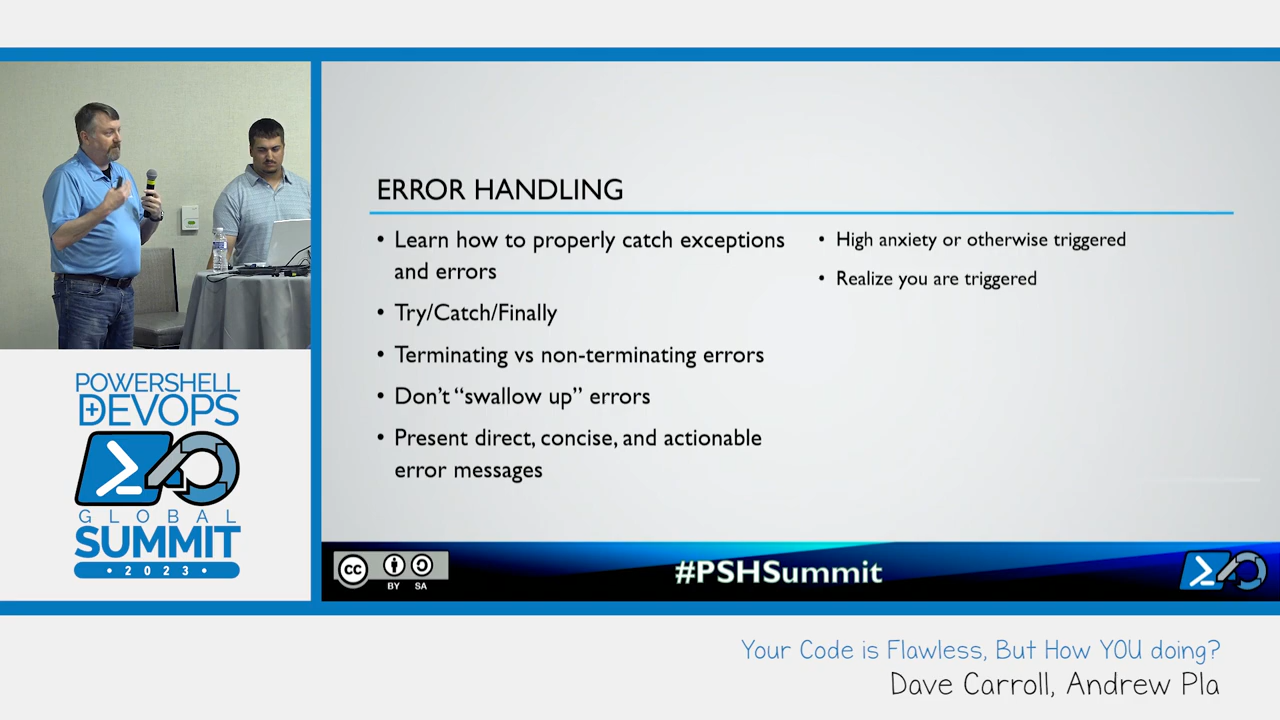 ERROR HANDLING
• Learn how to properly catch exceptions
and errors
• Try/Catch/Finally
• Terminating vs non-terminating errors
• Don’t “swallow up” errors
• Present direct, concise, and actionable
error messages
• High anxiety or otherwise triggered
• Realize you are triggered
POWERSHELL
+ DEVOPS
GLOBAL
SUMMIT
• 2023 •
cc
BY SA
#PSHSummit
Your Code is Flawless, But How YOU doing?
Dave Carroll, Andrew Pla